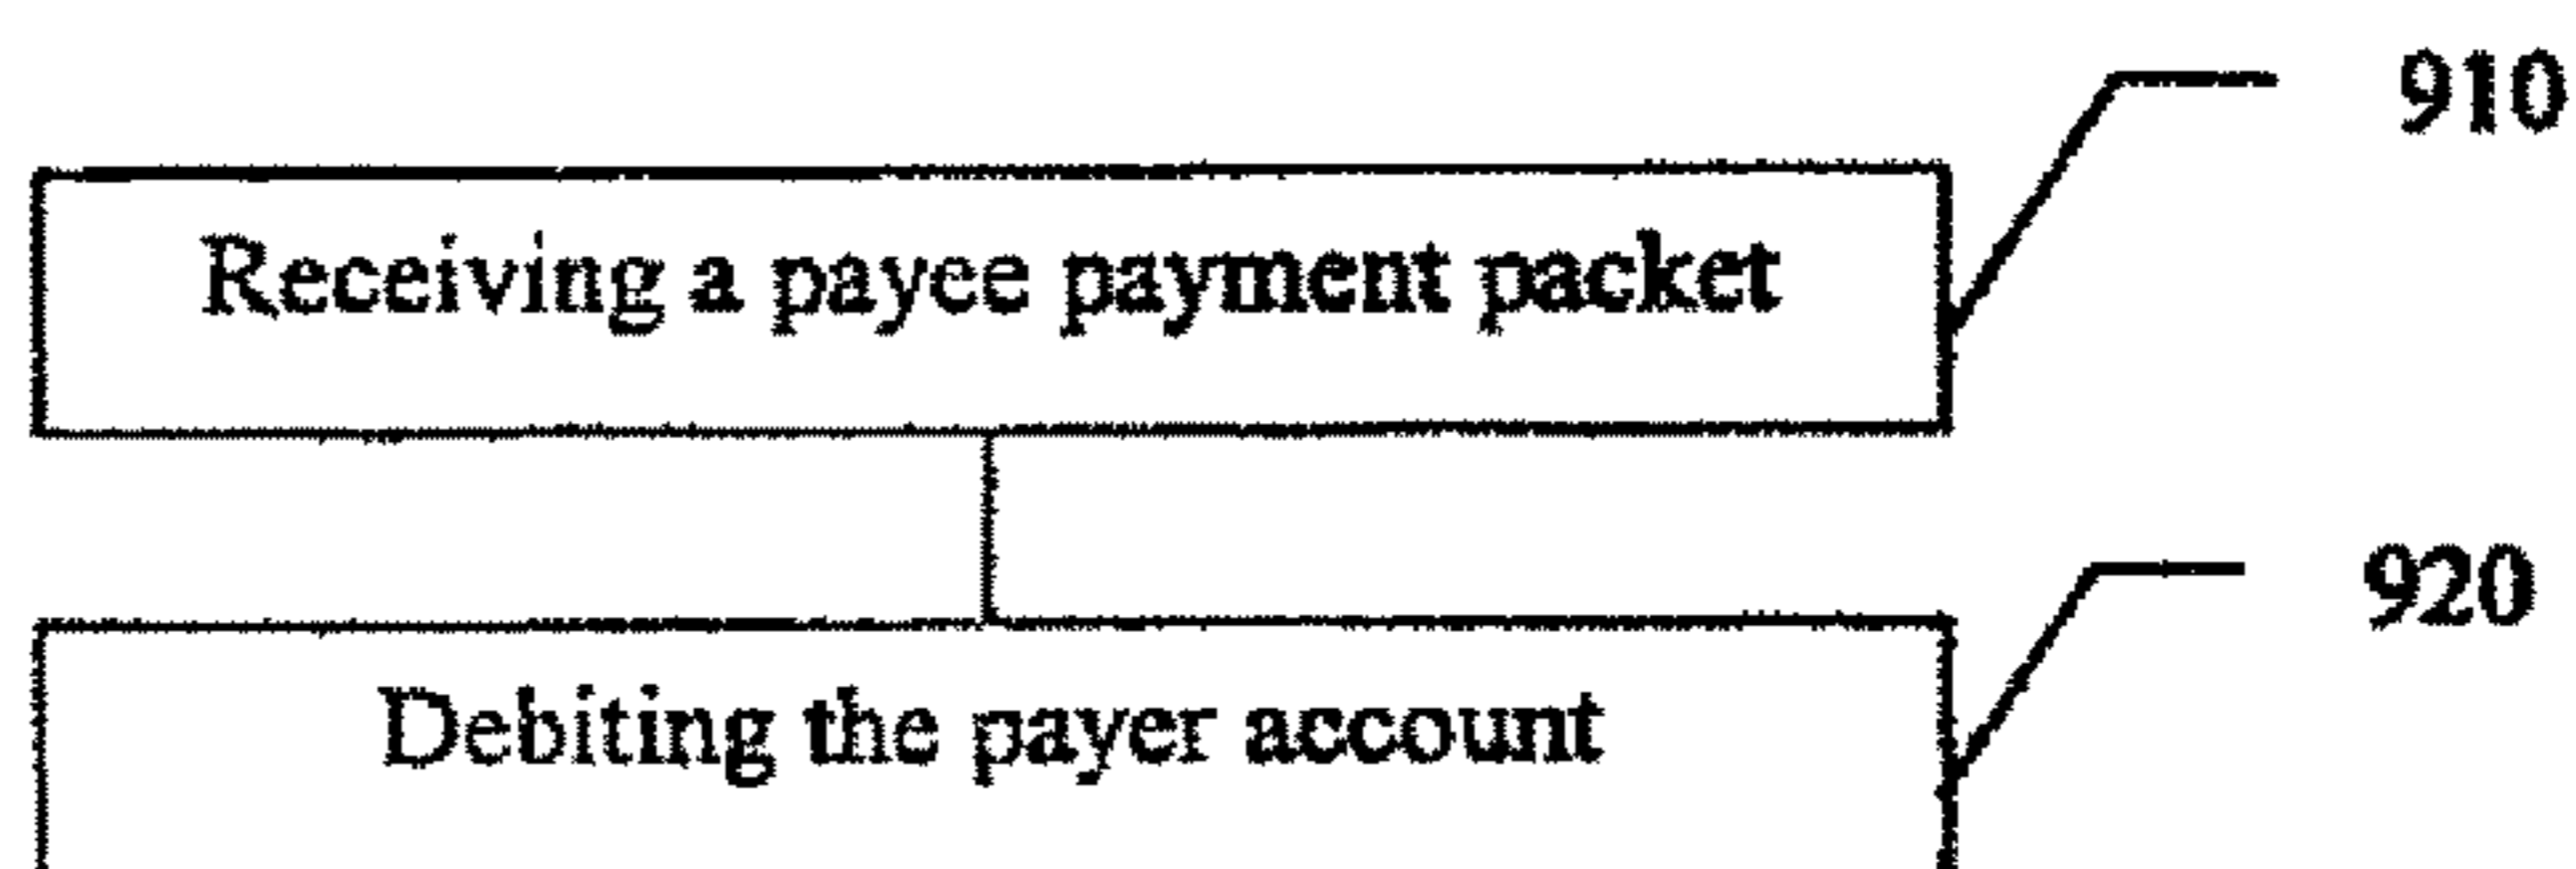 910
Receiving a payee payment packet
920
Debiting the payer account